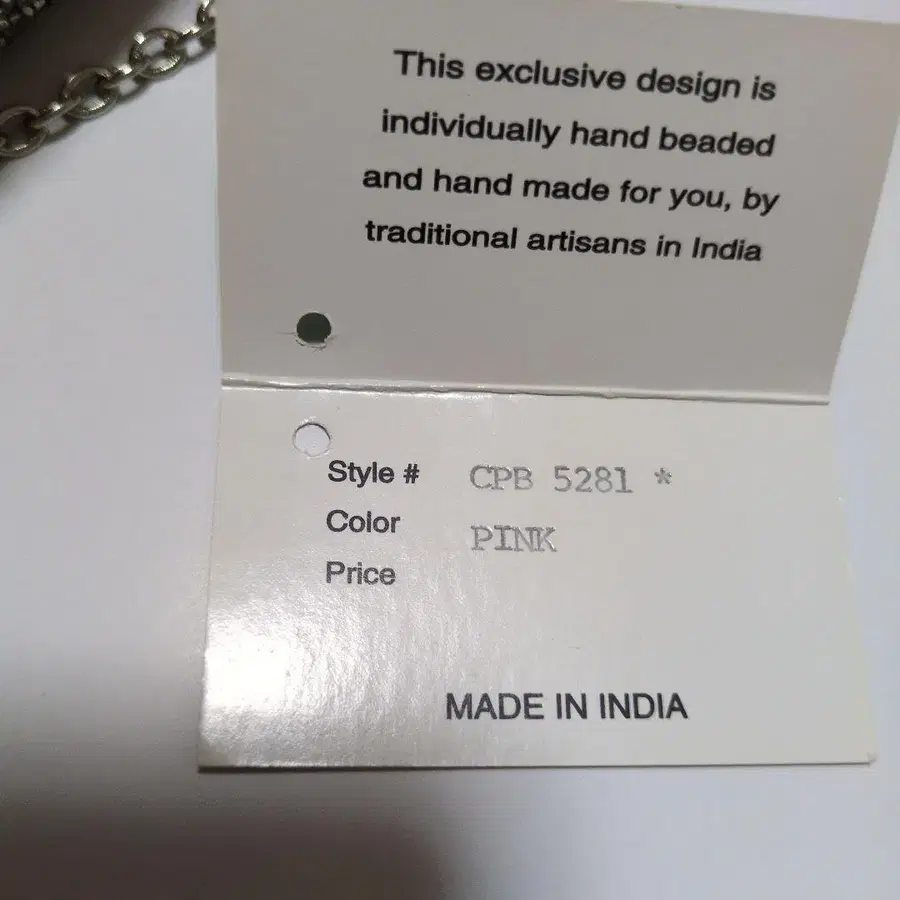 This exclusive design is
individually hand beaded
and hand made for you, by
traditional artisans in India
Style # CPB 5281 *
Color PINK
Price
MADE IN INDIA